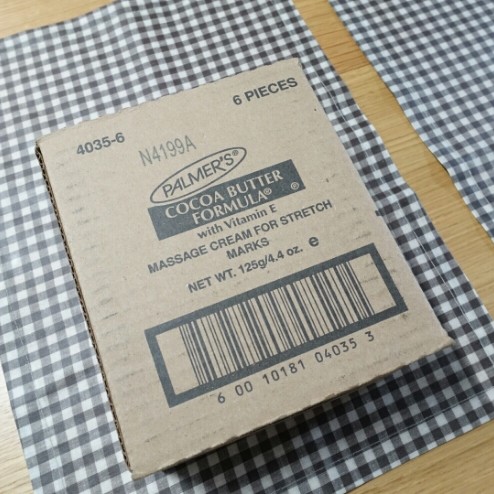 4035-6
6 PIECES
N4199A
PALMER'S®
COCOA BUTTER
FORMULA® ®
with Vitamin E
MASSAGE CREAM FOR STRETCH
MARKS
NET WT. 125g/4.4 oz. e
6 00 10181 04035 3